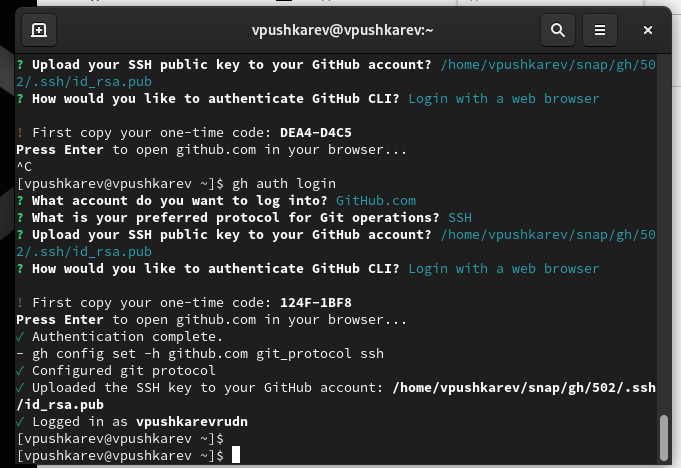 vpushkarev@vpushkarev:~
? Upload your SSH public key to your GitHub account? /home/vpushkarev/snap/gh/50
2/.ssh/id_rsa.pub
? How would you like to authenticate GitHub CLI? Login with a web browser
! First copy your one-time code: DEA4-D4C5
Press Enter to open github.com in your browser...
^C
[vpushkarev@vpushkarev ~]$ gh auth login
? What account do you want to log into? GitHub.com
? What is your preferred protocol for Git operations? SSH
? Upload your SSH public key to your GitHub account? /home/vpushkarev/snap/gh/50
2/.ssh/id_rsa.pub
? How would you like to authenticate GitHub CLI? Login with a web browser
! First copy your one-time code: 124F-1BF8
Press Enter to open github.com in your browser...
✓ Authentication complete.
- gh config set -h github.com git_protocol ssh
✓ Configured git protocol
✓ Uploaded the SSH key to your GitHub account: /home/vpushkarev/snap/gh/502/.ssh
/id_rsa.pub
✓ Logged in as vpushkarevrudn
[vpushkarev@vpushkarev ~]$
[vpushkarev@vpushkarev ~]$